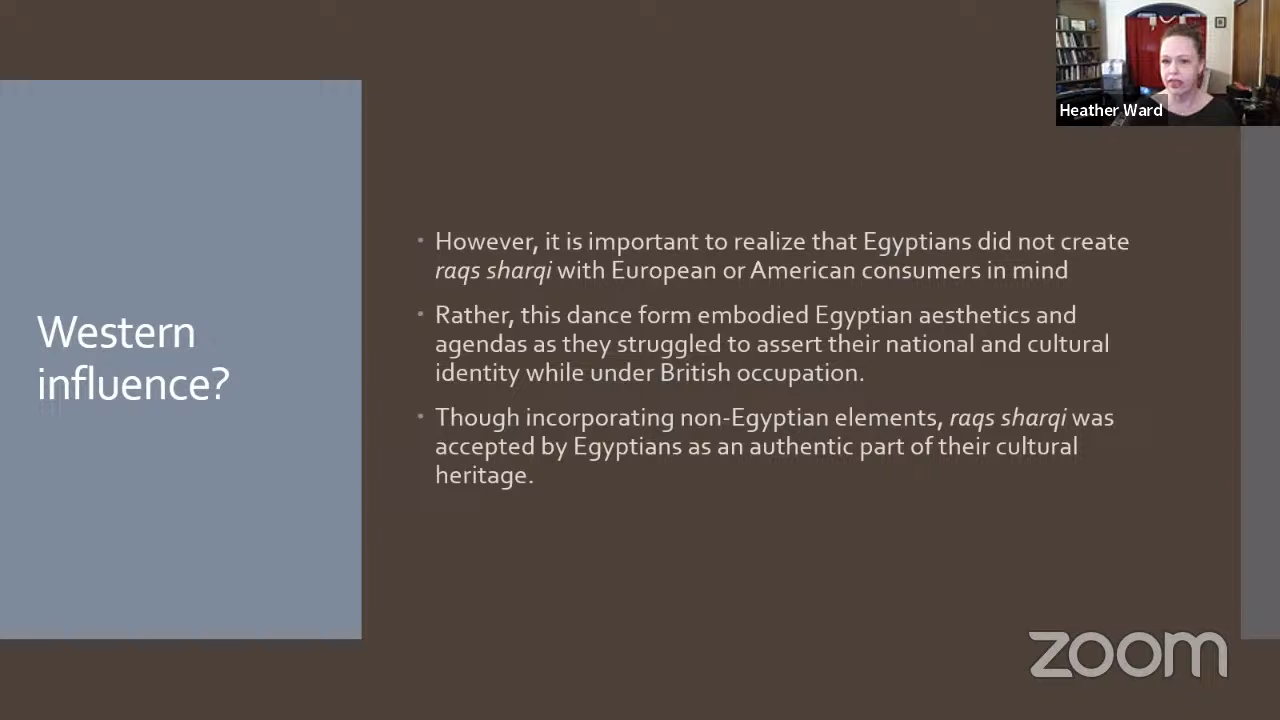 Heather Ward
Western
influence?
However, it is important to realize that Egyptians did not create
raqs sharqi with European or American consumers in mind
Rather, this dance form embodied Egyptian aesthetics and
agendas as they struggled to assert their national and cultural
identity while under British occupation.
Though incorporating non-Egyptian elements, raqs sharqi was
accepted by Egyptians as an authentic part of their cultural
heritage.
zoom